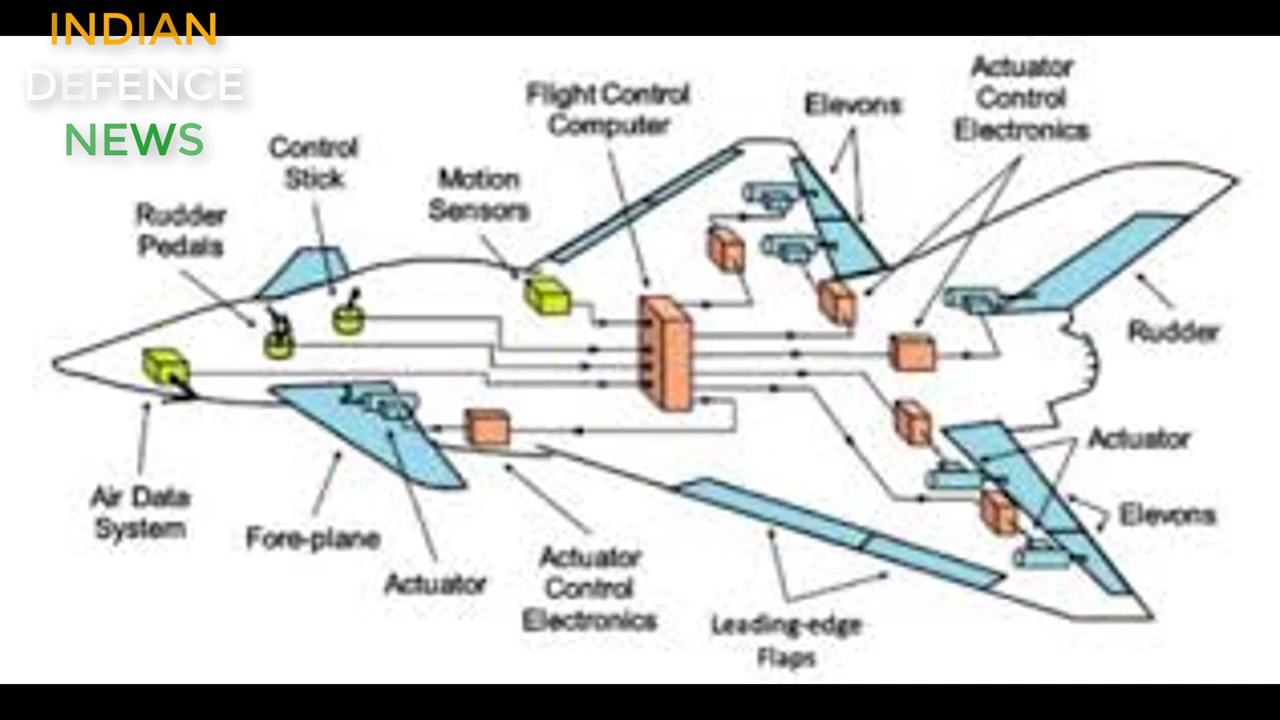 INDIAN
DEFENCE
NEWS
Flight Control
Computer
Elevons
Actuator
Control
Electronics
Control
Stick
Motion
Sensors
Rudder
Pedals
Rudder
Actuator
Elevons
Air Data
System
Fore-plane
Actuator
Actuator
Control
Electronics
Leading-edge
Flaps